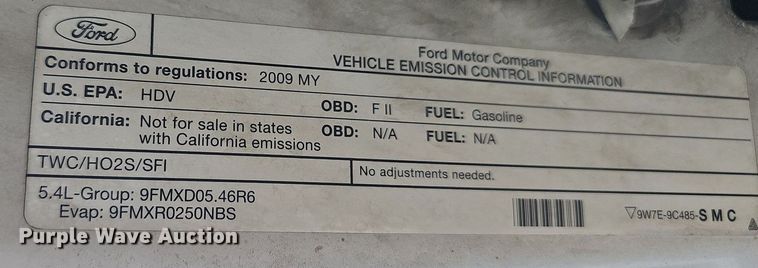 Ford
Ford Motor Company
VEHICLE EMISSION CONTROL INFORMATION
Conforms to regulations: 2009 MY
U.S. EPA: HDV OBD: F II FUEL: Gasoline
California: Not for sale in states OBD: N/A FUEL: N/A
with California emissions
TWC/HO2S/SFI No adjustments needed.
5.4L-Group: 9FMXD05.46R6
Evap: 9FMXR0250NBS 9W7E-9C485-SMC
Purple Wave Auction